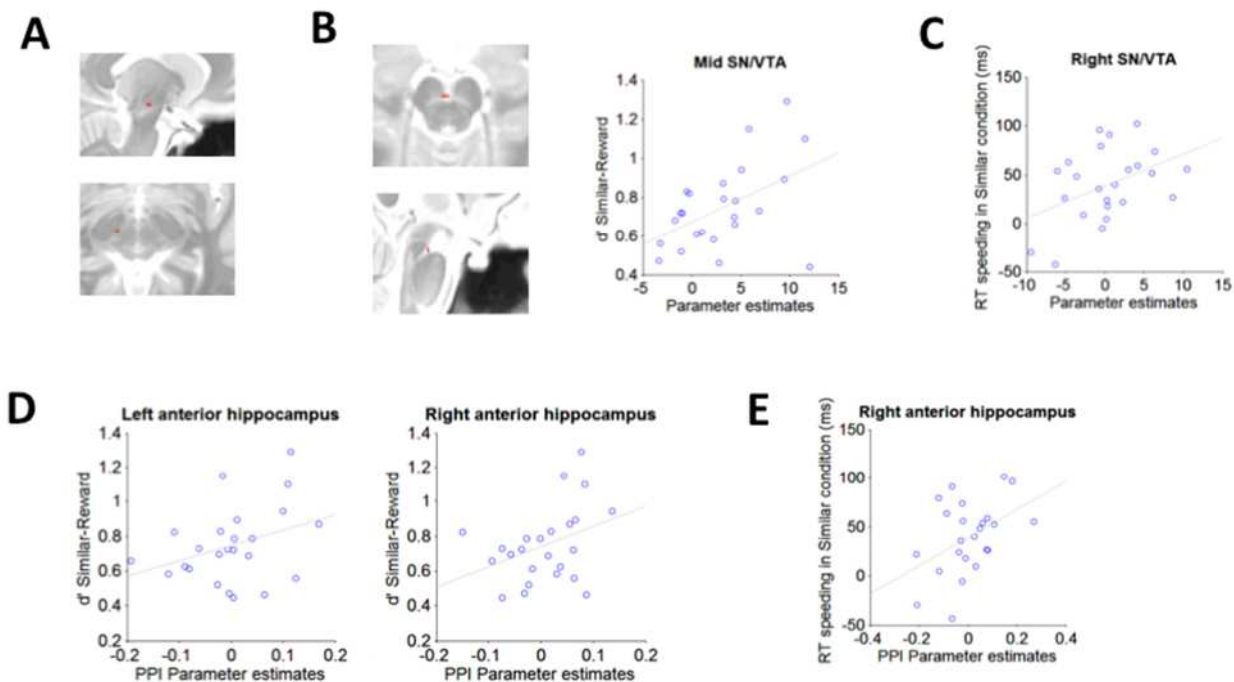 A
B
C
Mid SN/VTA
d' Similar-Reward
1.4
1.2
1
0.8
0.6
0.4
-5 0 5 10 15
Parameter estimates
Right SN/VTA
RT speeding in Similar condition (ms)
150
100
50
0
-50
-10 -5 0 5 10 15
Parameter estimates
D
E
Left anterior hippocampus
d' Similar-Reward
1.4
1.2
1
0.8
0.6
0.4
0.2
-0.2 -0.1 0 0.1 0.2
PPI Parameter estimates
Right anterior hippocampus
d' Similar-Reward
1.4
1.2
1
0.8
0.6
0.4
0.2
-0.2 -0.1 0 0.1 0.2
PPI Parameter estimates
Right anterior hippocampus
RT speeding in Similar condition (ms)
150
100
50
0
-50
-0.4 -0.2 0 0.2 0.4
PPI Parameter estimates